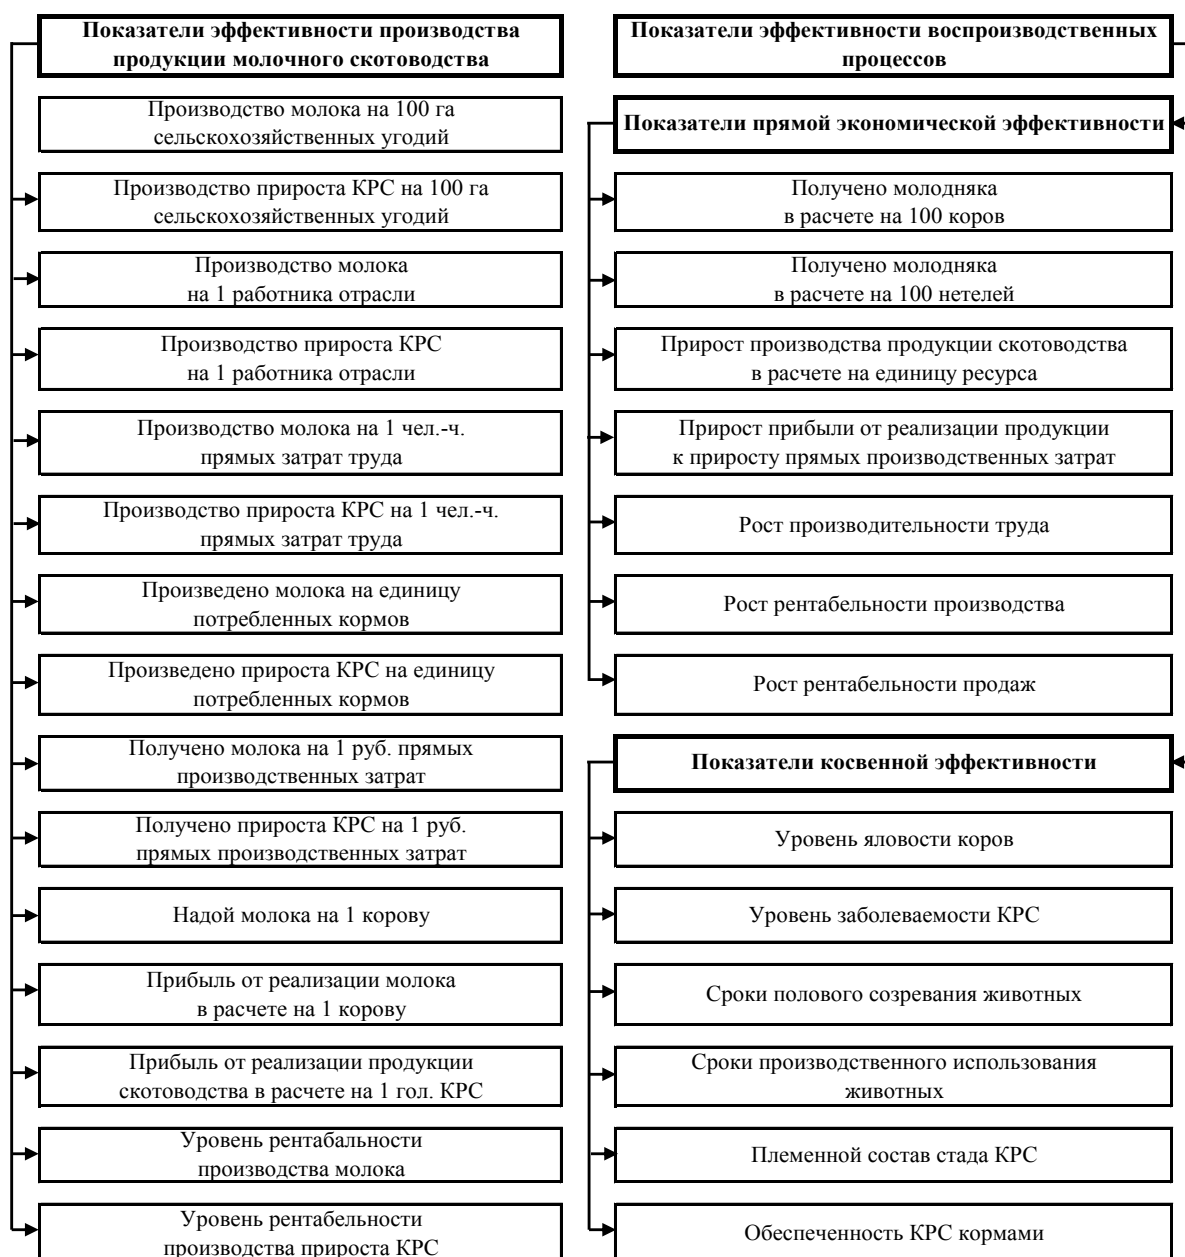 Показатели эффективности производства
продукции молочного скотоводства
Производство молока на 100 га
сельскохозяйственных угодий
Производство прироста КРС на 100 га
сельскохозяйственных угодий
Производство молока
на 1 работника отрасли
Производство прироста КРС
на 1 работника отрасли
Производство молока на 1 чел.-ч.
прямых затрат труда
Производство прироста КРС на 1 чел.-ч.
прямых затрат труда
Произведено молока на единицу
потребленных кормов
Произведено прироста КРС на единицу
потребленных кормов
Получено молока на 1 руб. прямых
производственных затрат
Получено прироста КРС на 1 руб.
прямых производственных затрат
Надой молока на 1 корову
Прибыль от реализации молока
в расчете на 1 корову
Прибыль от реализации продукции
скотоводства в расчете на 1 гол. КРС
Уровень рентабальности
производства молока
Уровень рентабельности
производства прироста КРС
Показатели эффективности воспроизводственных
процессов
Показатели прямой экономической эффективности
Получено молодняка
в расчете на 100 коров
Получено молодняка
в расчете на 100 нетелей
Прирост производства продукции скотоводства
в расчете на единицу ресурса
Прирост прибыли от реализации продукции
к приросту прямых производственных затрат
Рост производительности труда
Рост рентабельности производства
Рост рентабельности продаж
Показатели косвенной эффективности
Уровень яловости коров
Уровень заболеваемости КРС
Сроки полового созревания животных
Сроки производственного использования
животных
Племенной состав стада КРС
Обеспеченность КРС кормами